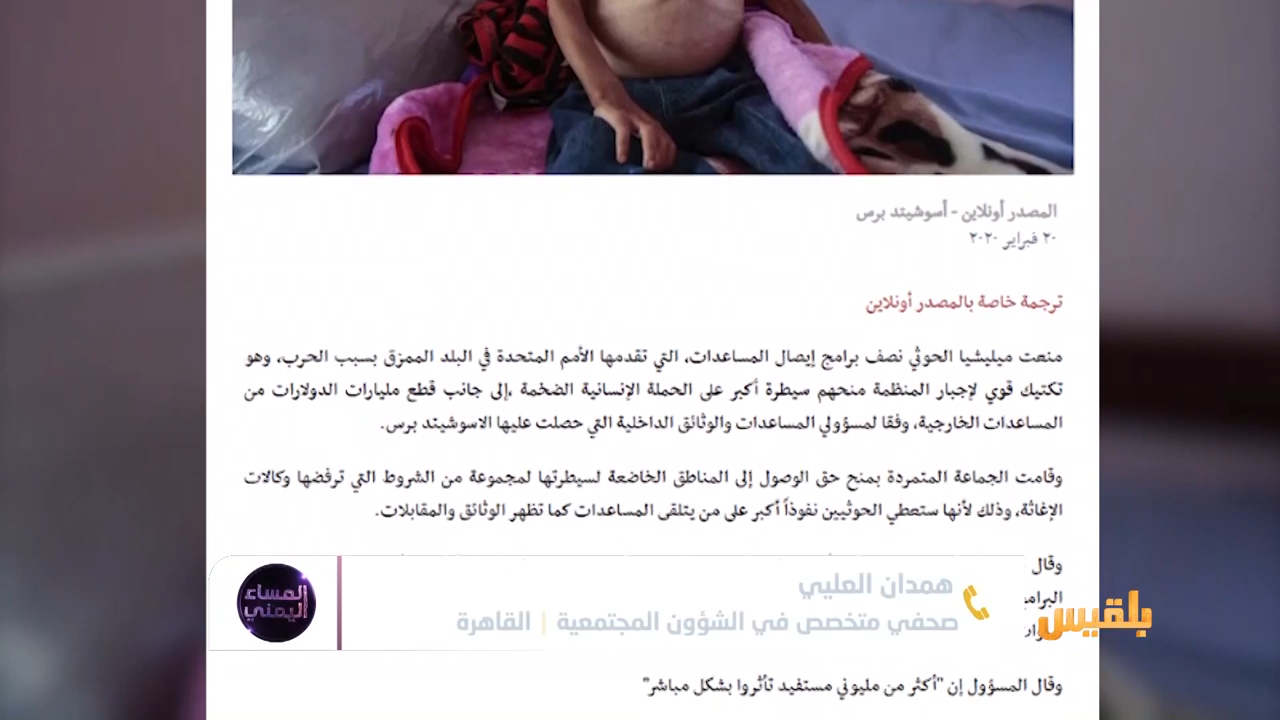 المصدر أونلاين - أسوشيتد برس
٢٠ فبراير ٢٠٢٠
ترجمة خاصة بالمصدر أونلاين
منعت ميليشيا الحوثي نصف برامج إيصال المساعدات، التي تقدمها الأمم المتحدة في البلد الممزق بسبب الحرب، وهو
تكتيك قوي لإجبار المنظمة منحهم سيطرة أكبر على الحملة الإنسانية الضخمة ،إلى جانب قطع مليارات الدولارات من
المساعدات الخارجية، وفقا لمسؤولي المساعدات والوثائق الداخلية التي حصلت عليها الاسوشيتد برس.
وقامت الجماعة المتمردة بمنح حق الوصول إلى المناطق الخاضعة لسيطرتها لمجموعة من الشروط التي ترفضها وكالات
الإغاثة، وذلك لأنها ستعطي الحوثيين نفوذاً أكبر على من يتلقى المساعدات كما تظهر الوثائق والمقابلات.
وقال
همدان العليي
صحفي متخصص في الشؤون المجتمعية | القاهرة
المساء
اليمني
بلقيس
وقال المسؤول إن "أكثر من مليوني مستفيد تأثروا بشكل مباشر"